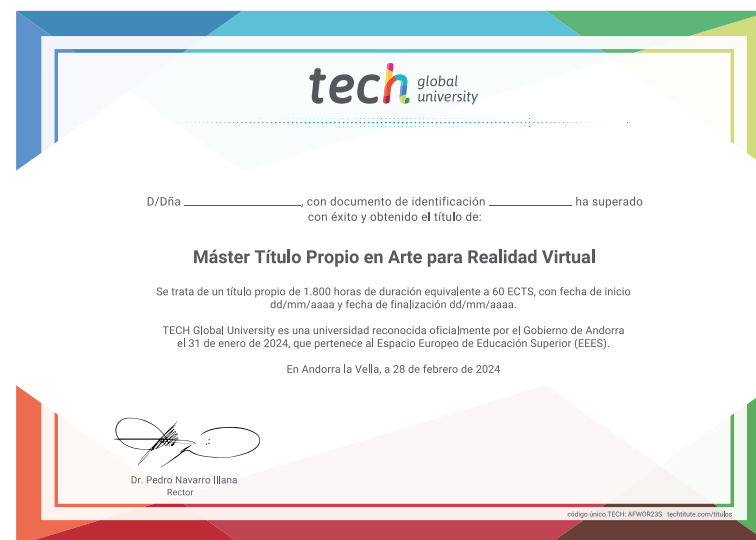 tech global university
D/Dña ____________, con documento de identificación ____________ ha superado
con éxito y obtenido el título de:
Máster Título Propio en Arte para Realidad Virtual
Se trata de un título propio de 1.800 horas de duración equivalente a 60 ECTS, con fecha de inicio
dd/mm/aaaa y fecha de finalización dd/mm/aaaa.
TECH Global University es una universidad reconocida oficialmente por el Gobierno de Andorra
el 31 de enero de 2024, que pertenece al Espacio Europeo de Educación Superior (EEES).
En Andorra la Vella, a 28 de febrero de 2024
Dr. Pedro Navarro Illana
Rector
código único TECH: AFWOR23S techtitute.com/titulos